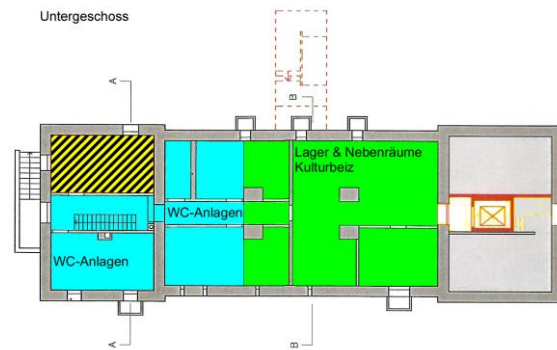 Untergeschoss
A
B
Lager & Nebenräume
Kulturbeiz
WC-Anlagen
WC-Anlagen
A
B